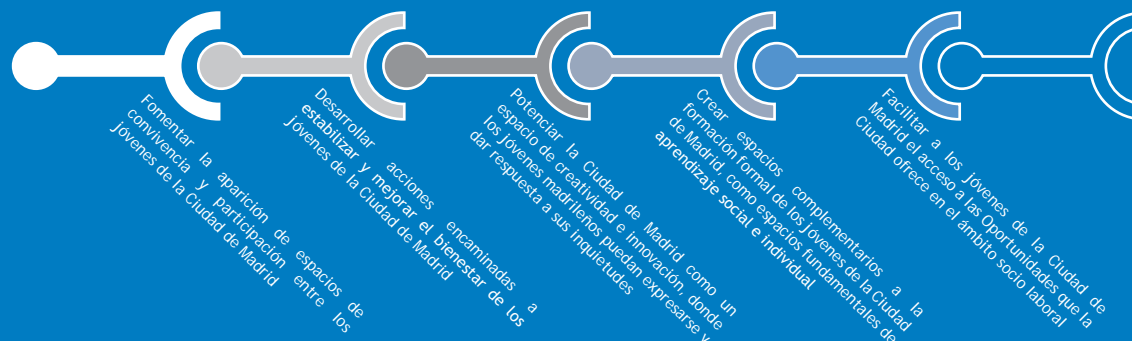 Fomentar la aparición de espacios de
convivencia y participación entre los
jóvenes de la Ciudad de Madrid
Desarrollar acciones encaminadas a
estabilizar y mejorar el bienestar de los
jóvenes de la Ciudad de Madrid
Potenciar la Ciudad de Madrid como un
espacio de creatividad e innovación, donde
los jóvenes madrileños puedan expresarse y
dar respuesta a sus inquietudes
Crear espacios complementarios a la
formación formal de los jóvenes de la Ciudad
de Madrid, como espacios fundamentales de
aprendizaje social e individual
Facilitar a los jóvenes de la Ciudad de
Madrid el acceso a las Oportunidades que la
Ciudad ofrece en el ámbito socio laboral